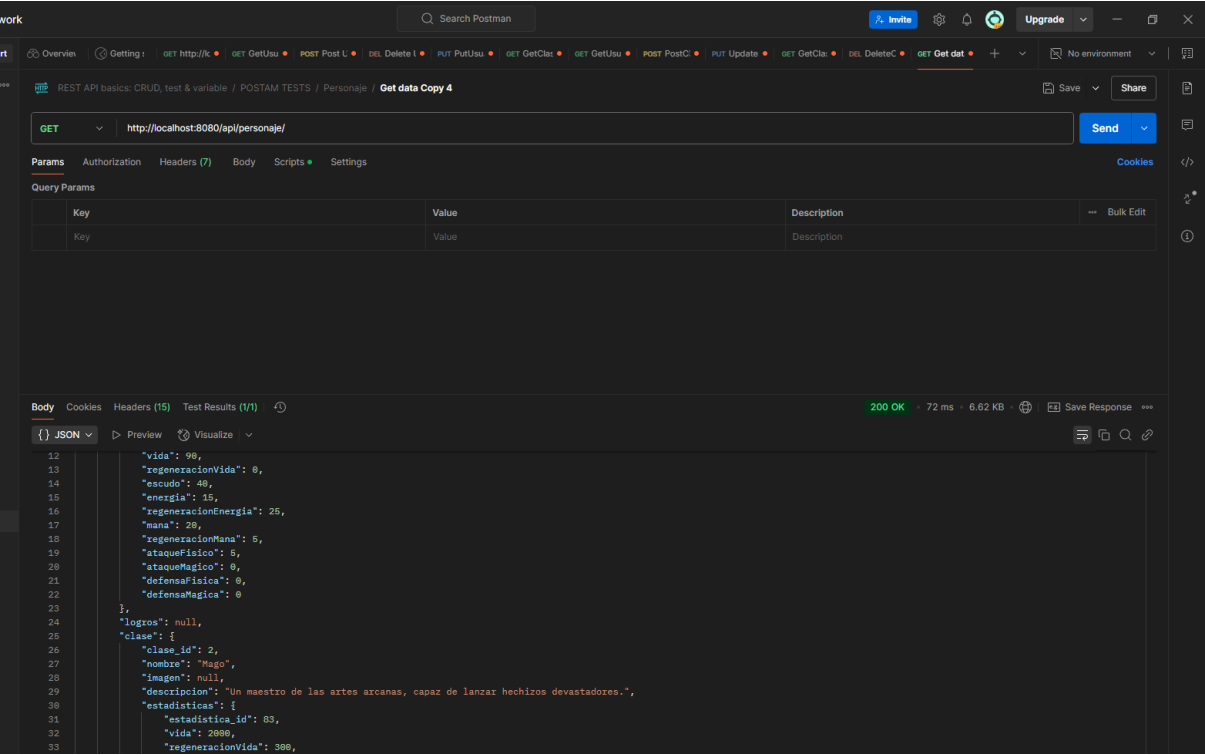 work
Search Postman
Invite
Upgrade
rt
Overview
Getting s
GET http://lc
GET GetUsu
POST Post U
DEL Delete U
PUT PutUsu.
GET GetClas
GET GetUsu
POST PostCl
PUT Update
GET GetClas
DEL DeleteC
GET Get dat
No environment
HTTP
REST API basics: CRUD, test & variable / POSTAM TESTS / Personaje / Get data Copy 4
Save
Share
GET
http://localhost:8080/api/personaje/
Send
Params
Authorization
Headers (7)
Body
Scripts
Settings
Cookies
Query Params
Key
Value
Description
Bulk Edit
Key
Value
Description
Body
Cookies
Headers (15)
Test Results (1/1)
200 OK
72 ms
6.62 KB
Save Response
{} JSON
Preview
Visualize
12 "vida": 90,
13 "regeneracionVida": 0,
14 "escudo": 40,
15 "energia": 15,
16 "regeneracionEnergia": 25,
17 "mana": 20,
18 "regeneracionMana": 5,
19 "ataqueFisico": 5,
20 "ataqueMagico": 0,
21 "defensaFisica": 0,
22 "defensaMagica": 0
23 },
24 "logros": null,
25 "clase": {
26 "clase_id": 2,
27 "nombre": "Mago",
28 "imagen": null,
29 "descripcion": "Un maestro de las artes arcanas, capaz de lanzar hechizos devastadores.",
30 "estadisticas": {
31 "estadistica_id": 83,
32 "vida": 2000,
33 "regeneracionVida": 300,